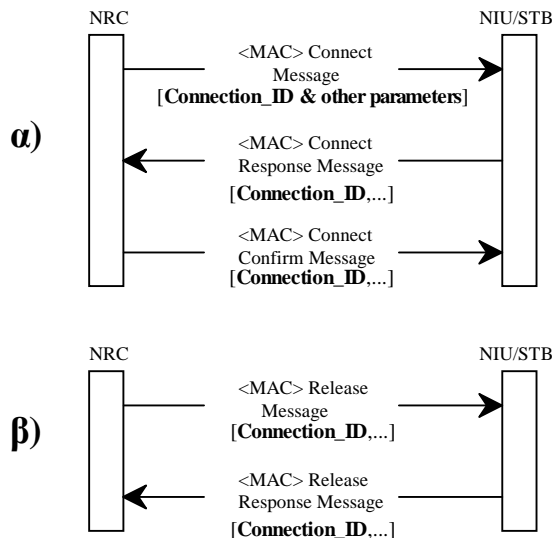 NRC NIU/STB
<MAC> Connect
Message
[Connection_ID & other parameters]
α)
<MAC> Connect
Response Message
[Connection_ID,...]
<MAC> Connect
Confirm Message
[Connection_ID,...]
NRC NIU/STB
<MAC> Release
Message
[Connection_ID,...]
β)
<MAC> Release
Response Message
[Connection_ID,...]